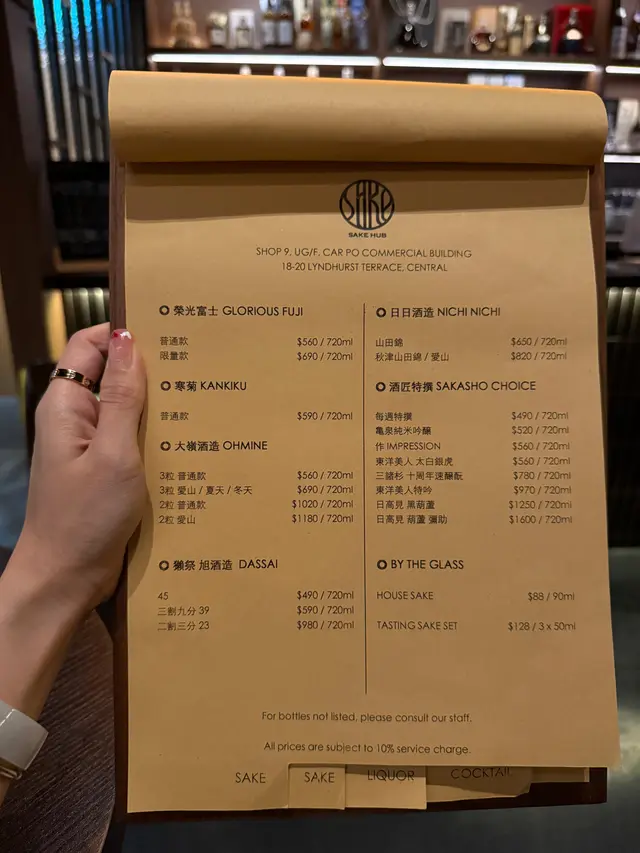 SAKE
SAKE HUB
SHOP 9, UG/F, CAR PO COMMERCIAL BUILDING
18-20 LYNDHURST TERRACE, CENTRAL
榮光富士 GLORIOUS FUJI
普通款 $560 / 720ml
限量款 $690 / 720ml
寒菊 KANKIKU
普通款 $590 / 720ml
大嶺酒造 OHMINE
3粒 普通款 $560 / 720ml
3粒 愛山 / 夏天 / 冬天 $690 / 720ml
2粒 普通款 $1020 / 720ml
2粒 愛山 $1180 / 720ml
獺祭 旭酒造 DASSAI
45 $490 / 720ml
三割九分 39 $590 / 720ml
二割三分 23 $980 / 720ml
日日酒造 NICHI NICHI
山田錦 $650 / 720ml
秋津山田錦 / 愛山 $820 / 720ml
酒匠特撰 SAKASHO CHOICE
每週特撰 $490 / 720ml
亀泉純米吟釀 $520 / 720ml
作 IMPRESSION $560 / 720ml
東洋美人 太白銀虎 $560 / 720ml
三諸杉 十周年速釀酛 $780 / 720ml
東洋美人特吟 $970 / 720ml
日高見 黑葫蘆 $1250 / 720ml
日高見 葫蘆 彌助 $1600 / 720ml
BY THE GLASS
HOUSE SAKE $88 / 90ml
TASTING SAKE SET $128 / 3 x 50ml
For bottles not listed, please consult our staff.
All prices are subject to 10% service charge.
SAKE SAKE LIQUOR COCKTAIL